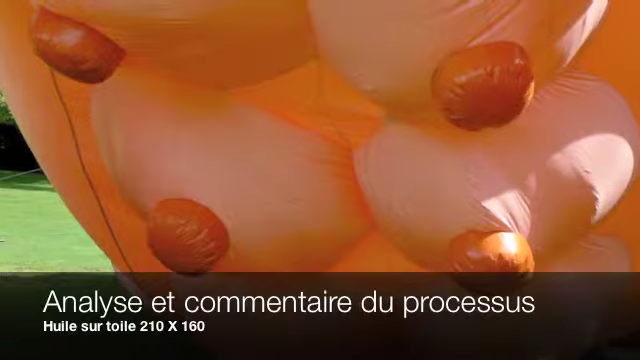 Analyse et commentaire du processus
Huile sur toile 210 X 160